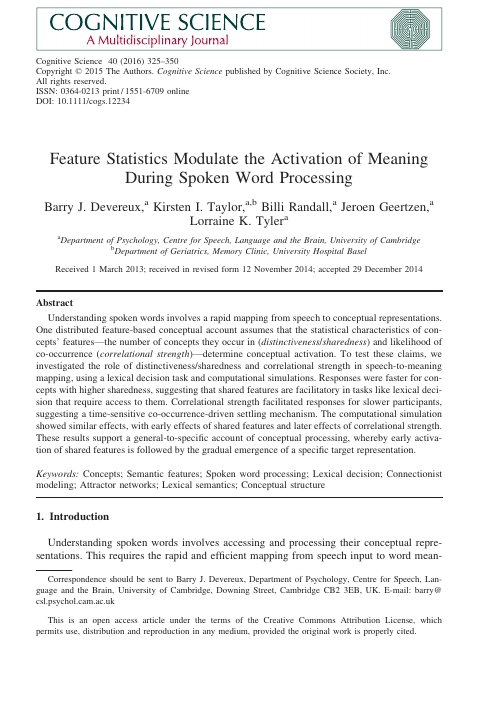 COGNITIVE SCIENCE
A Multidisciplinary Journal
Cognitive Science 40 (2016) 325–350
Copyright © 2015 The Authors. Cognitive Science published by Cognitive Science Society, Inc.
All rights reserved.
ISSN: 0364-0213 print / 1551-6709 online
DOI: 10.1111/cogs.12234
Feature Statistics Modulate the Activation of Meaning
During Spoken Word Processing
Barry J. Devereux,a Kirsten I. Taylor,a,b Billi Randall,a Jeroen Geertzen,a
Lorraine K. Tylera
aDepartment of Psychology, Centre for Speech, Language and the Brain, University of Cambridge
bDepartment of Geriatrics, Memory Clinic, University Hospital Basel
Received 1 March 2013; received in revised form 12 November 2014; accepted 29 December 2014
Abstract
Understanding spoken words involves a rapid mapping from speech to conceptual representations.
One distributed feature-based conceptual account assumes that the statistical characteristics of con-
cepts' features—the number of concepts they occur in (distinctiveness/sharedness) and likelihood of
co-occurrence (correlational strength)—determine conceptual activation. To test these claims, we
investigated the role of distinctiveness/sharedness and correlational strength in speech-to-meaning
mapping, using a lexical decision task and computational simulations. Responses were faster for con-
cepts with higher sharedness, suggesting that shared features are facilitatory in tasks like lexical deci-
sion that require access to them. Correlational strength facilitated responses for slower participants,
suggesting a time-sensitive co-occurrence-driven settling mechanism. The computational simulation
showed similar effects, with early effects of shared features and later effects of correlational strength.
These results support a general-to-specific account of conceptual processing, whereby early activa-
tion of shared features is followed by the gradual emergence of a specific target representation.
Keywords: Concepts; Semantic features; Spoken word processing; Lexical decision; Connectionist
modeling; Attractor networks; Lexical semantics; Conceptual structure
1. Introduction
Understanding spoken words involves accessing and processing their conceptual repre-
sentations. This requires the rapid and efficient mapping from speech input to word mean-
Correspondence should be sent to Barry J. Devereux, Department of Psychology, Centre for Speech, Lan-
guage and the Brain, University of Cambridge, Downing Street, Cambridge CB2 3EB, UK. E-mail: barry@
csl.psychol.cam.ac.uk
This is an open access article under the terms of the Creative Commons Attribution License, which
permits use, distribution and reproduction in any medium, provided the original work is properly cited.